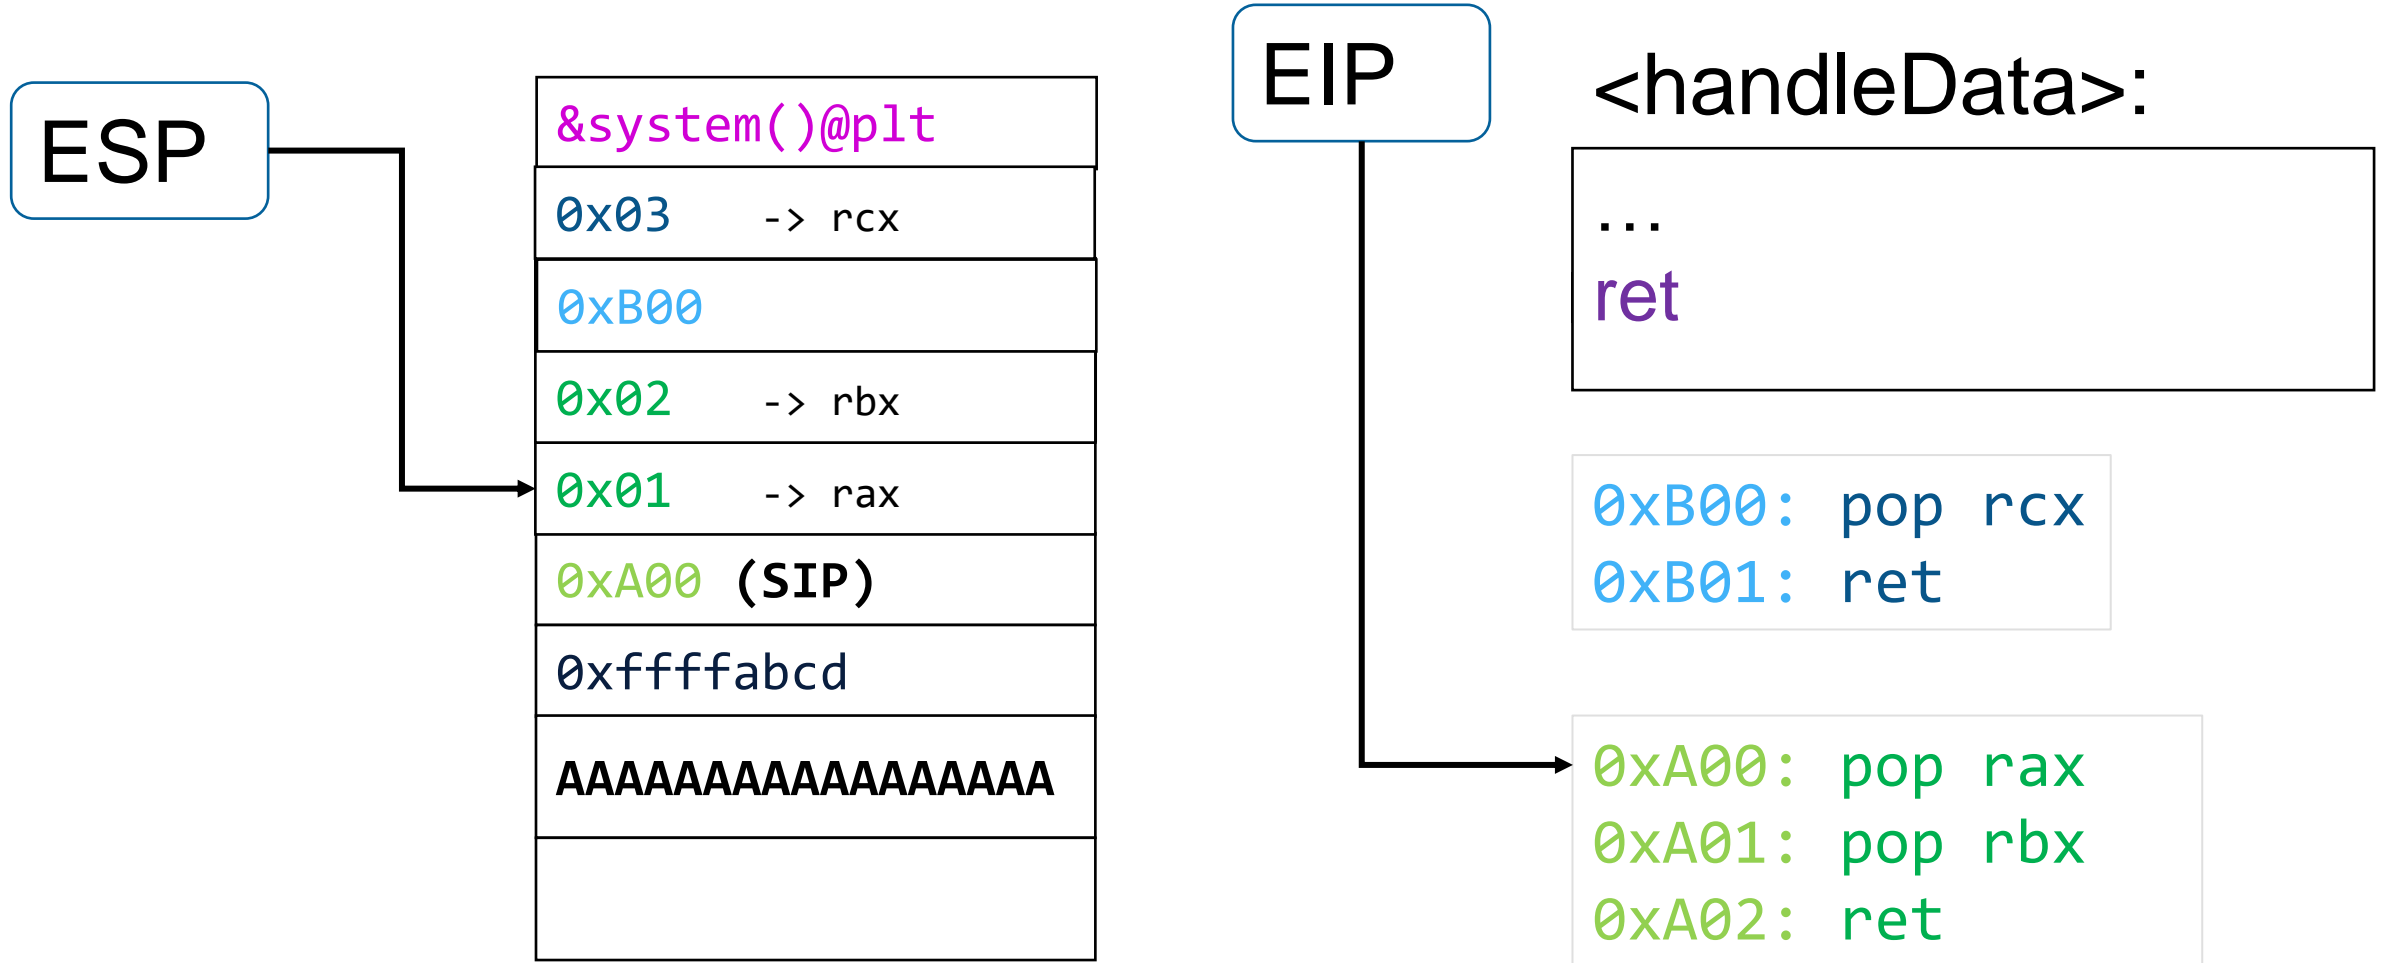 ESP
&system()@plt
0x03 -> rcx
0xB00
0x02 -> rbx
0x01 -> rax
0xA00 (SIP)
0xffffabcd
AAAAAAAAAAAAAAAAA
EIP
<handleData>:
...
ret
0xB00: pop rcx
0xB01: ret
0xA00: pop rax
0xA01: pop rbx
0xA02: ret